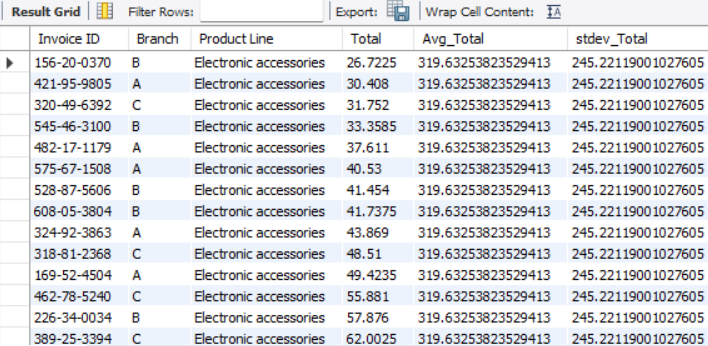 Result Grid Filter Rows: Export: Wrap Cell Content: IA
Invoice ID Branch Product Line Total Avg_Total stdev_Total
156-20-0370 B Electronic accessories 26.7225 319.63253823529413 245.22119001027605
421-95-9805 A Electronic accessories 30.408 319.63253823529413 245.22119001027605
320-49-6392 C Electronic accessories 31.752 319.63253823529413 245.22119001027605
545-46-3100 B Electronic accessories 33.3585 319.63253823529413 245.22119001027605
482-17-1179 A Electronic accessories 37.611 319.63253823529413 245.22119001027605
575-67-1508 A Electronic accessories 40.53 319.63253823529413 245.22119001027605
528-87-5606 B Electronic accessories 41.454 319.63253823529413 245.22119001027605
608-05-3804 B Electronic accessories 41.7375 319.63253823529413 245.22119001027605
324-92-3863 A Electronic accessories 43.869 319.63253823529413 245.22119001027605
318-81-2368 C Electronic accessories 48.51 319.63253823529413 245.22119001027605
169-52-4504 A Electronic accessories 49.4235 319.63253823529413 245.22119001027605
462-78-5240 C Electronic accessories 55.881 319.63253823529413 245.22119001027605
226-34-0034 B Electronic accessories 57.876 319.63253823529413 245.22119001027605
389-25-3394 C Electronic accessories 62.0025 319.63253823529413 245.22119001027605